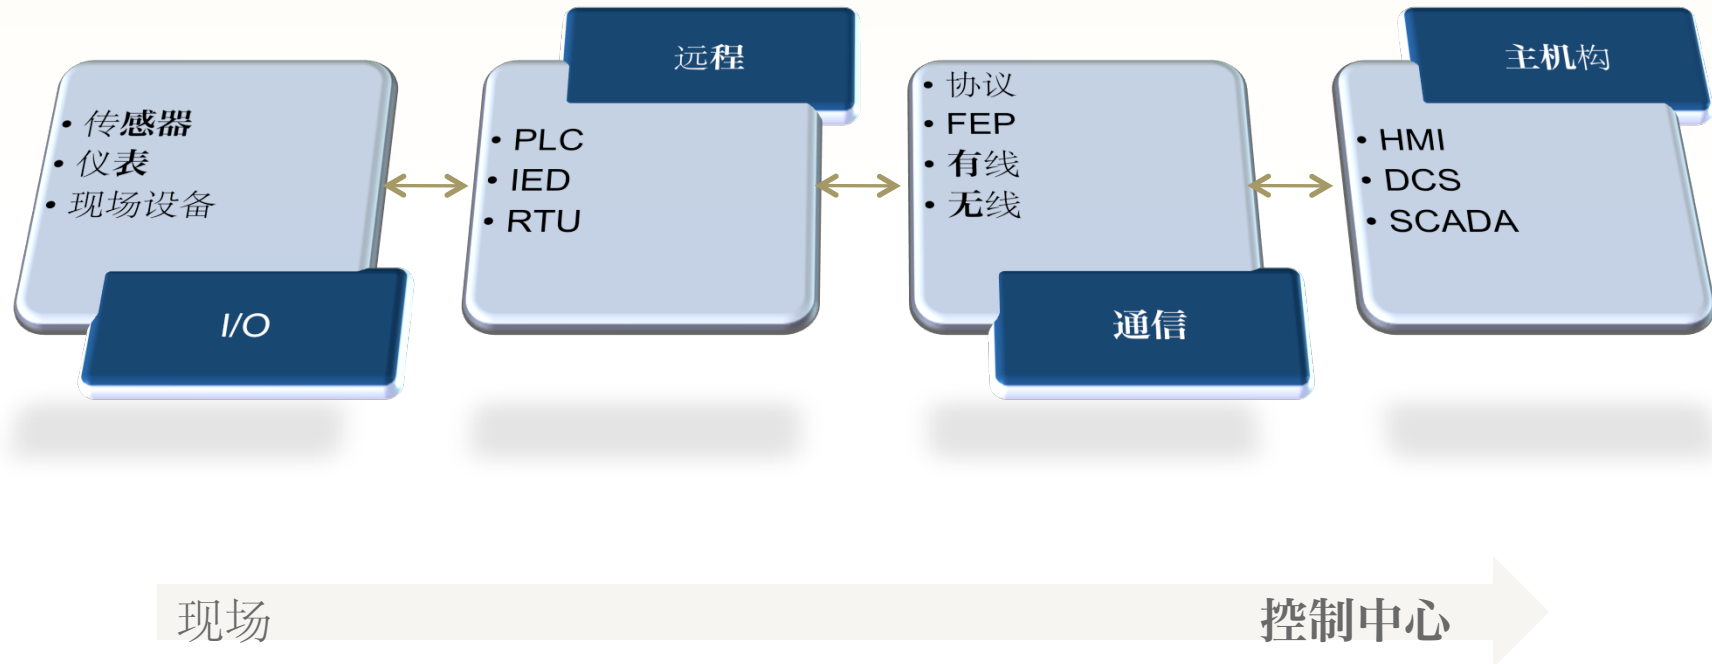 传感器
仪表
现场设备
I/O
远程
PLC
IED
RTU
协议
FEP
有线
无线
通信
主机构
HMI
DCS
SCADA
现场
控制中心